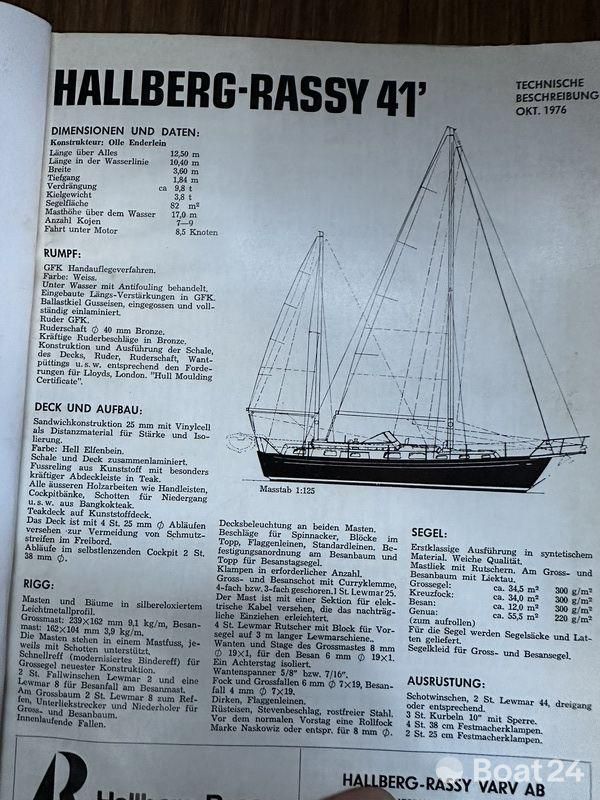 HALLBERG-RASSY 41'
TECHNISCHE
BESCHREIBUNG
OKT. 1976
DIMENSIONEN UND DATEN:
Konstrukteur: Olle Enderlein
Länge über Alles 12,50 m
Länge in der Wasserlinie 10,40 m
Breite 3,60 m
Tiefgang 1,84 m
Verdrängung ca 9,8 t
Kielgewicht 3,8 t
Segelfläche 82 m²
Masthöhe über dem Wasser 17,0 m
Anzahl Kojen 7—9
Fahrt unter Motor 8,5 Knoten
RUMPF:
GFK Handauflegeverfahren.
Farbe: Weiss.
Unter Wasser mit Antifouling behandelt.
Eingebaute Längs-Verstärkungen in GFK.
Ballastkiel Gusseisen, eingegossen und voll-
ständig einlaminiert.
Ruder GFK.
Ruderschaft ϕ 40 mm Bronze.
Kräftige Ruderbeschläge in Bronze.
Konstruktion und Ausführung der Schale,
des Decks, Ruder, Ruderschaft, Want-
püttings u.s.w. entsprechend den Forde-
rungen für Lloyds, London. "Hull Moulding
Certificate".
DECK UND AUFBAU:
Sandwichkonstruktion 25 mm mit Vinylcell
als Distanzmaterial für Stärke und Iso-
lierung.
Farbe: Hell Elfenbein.
Schale und Deck zusammenlaminiert.
Fussreling aus Kunststoff mit besonders
kräftiger Abdeckleiste in Teak.
Alle äusseren Holzarbeiten wie Handleisten,
Cockpitbänke, Schotten für Niedergang
u.s.w. aus Bangkokteak.
Teakdeck auf Kunststoffdeck.
Das Deck ist mit 4 St. 25 mm ϕ Abläufen
versehen zur Vermeidung von Schmutz-
streifen im Freibord.
Abläufe im selbstlenzenden Cockpit 2 St.
38 mm ϕ.
RIGG:
Masten und Bäume in silbereloxiertem
Leichtmetallprofil.
Grossmast: 239×162 mm 9,1 kg/m, Besan-
mast: 162×104 mm 3,9 kg/m.
Die Masten stehen in einem Mastfuss, je-
weils mit Schotten unterstützt.
Schnellreff (modernisiertes Bindereff) für
Grossegel neuester Konstruktion.
2 St. Fallwinschen Lewmar 2 und eine
Lewmar 8 für Besanfall am Besanmast.
Am Grossbaum 2 St. Lewmar 8 zum Ref-
fen, Unterliekstrecker und Niederholer für
Gross- und Besanbaum.
Innenlaufende Fallen.
Masstab 1:125
Decksbeleuchtung an beiden Masten.
Beschläge für Spinnacker, Blöcke im
Topp, Flaggenleinen, Standardleinen. Be-
festigungsanordnung am Besanbaum und
Topp für Besanstagsegel.
Klampen in erforderlicher Anzahl.
Gross- und Besanschot mit Curryklemme,
4-fach bzw. 3-fach geschoren. 1 St. Lewmar 25.
Der Mast ist mit einer Sektion für elek-
trische Kabel versehen, die das nachträg-
liche Einziehen erleichtert.
4 St. Lewmar Rutscher mit Block für Vor-
segel auf 3 m langer Lewmarschiene.
Wanten und Stage des Grossmastes 8 mm
ϕ 19×1, für den Besan 6 mm ϕ 19×1.
Ein Achterstag isoliert.
Wantenspanner 5/8" bzw. 7/16".
Fock und Grossfallen 6 mm ϕ 7×19, Besan-
fall 4 mm ϕ 7×19.
Dirken, Flaggenleinen.
Rüsteisen, Stevenbeschlag, rostfreier Stahl.
Vor dem normalen Vorstag eine Rollfock
Marke Naskowiz oder entspr. für 8 mm ϕ.
SEGEL:
Erstklassige Ausführung in syntetischem
Material. Weiche Qualität.
Mastliek mit Rutschern. Am Gross- und
Besanbaum mit Liektau.
Grossegel: ca. 34,5 m² 300 g/m²
Kreuzfock: ca. 34,0 m² 300 g/m²
Besan: ca. 12,0 m² 300 g/m²
Genua: ca. 55,5 m² 220 g/m²
(zum aufrollen)
Für die Segel werden Segelsäcke und Lat-
ten geliefert.
Segelkleid für Gross- und Besansegel.
AUSRÜSTUNG:
Schotwinschen, 2 St. Lewmar 44, dreigang
oder entsprechend.
3 St. Kurbeln 10" mit Sperre.
4 St. 38 cm Festmacherklampen.
2 St. 25 cm Festmacherklampen.
HALLBERG-RASSY VARV AB
Boat24